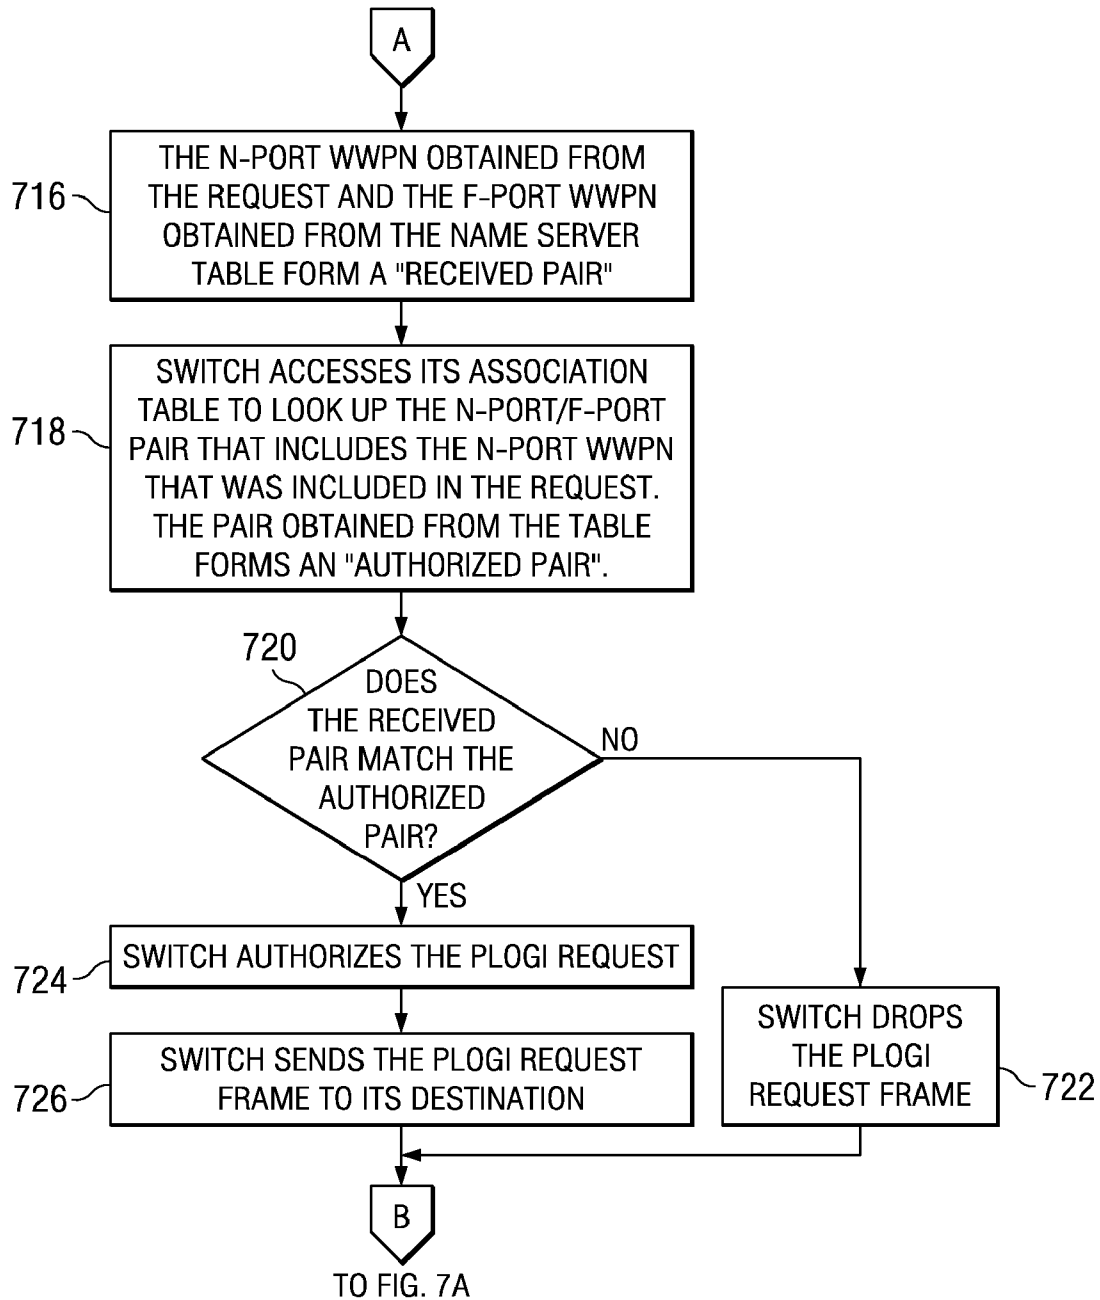 A
THE N-PORT WWPN OBTAINED FROM
THE REQUEST AND THE F-PORT WWPN
OBTAINED FROM THE NAME SERVER
TABLE FORM A "RECEIVED PAIR"
716
SWITCH ACCESSES ITS ASSOCIATION
TABLE TO LOOK UP THE N-PORT/F-PORT
PAIR THAT INCLUDES THE N-PORT WWPN
THAT WAS INCLUDED IN THE REQUEST.
THE PAIR OBTAINED FROM THE TABLE
FORMS AN "AUTHORIZED PAIR".
718
720
DOES
THE RECEIVED
PAIR MATCH THE
AUTHORIZED
PAIR?
NO
YES
SWITCH AUTHORIZES THE PLOGI REQUEST
724
SWITCH SENDS THE PLOGI REQUEST
FRAME TO ITS DESTINATION
726
SWITCH DROPS
THE PLOGI
REQUEST FRAME
722
B
TO FIG. 7A